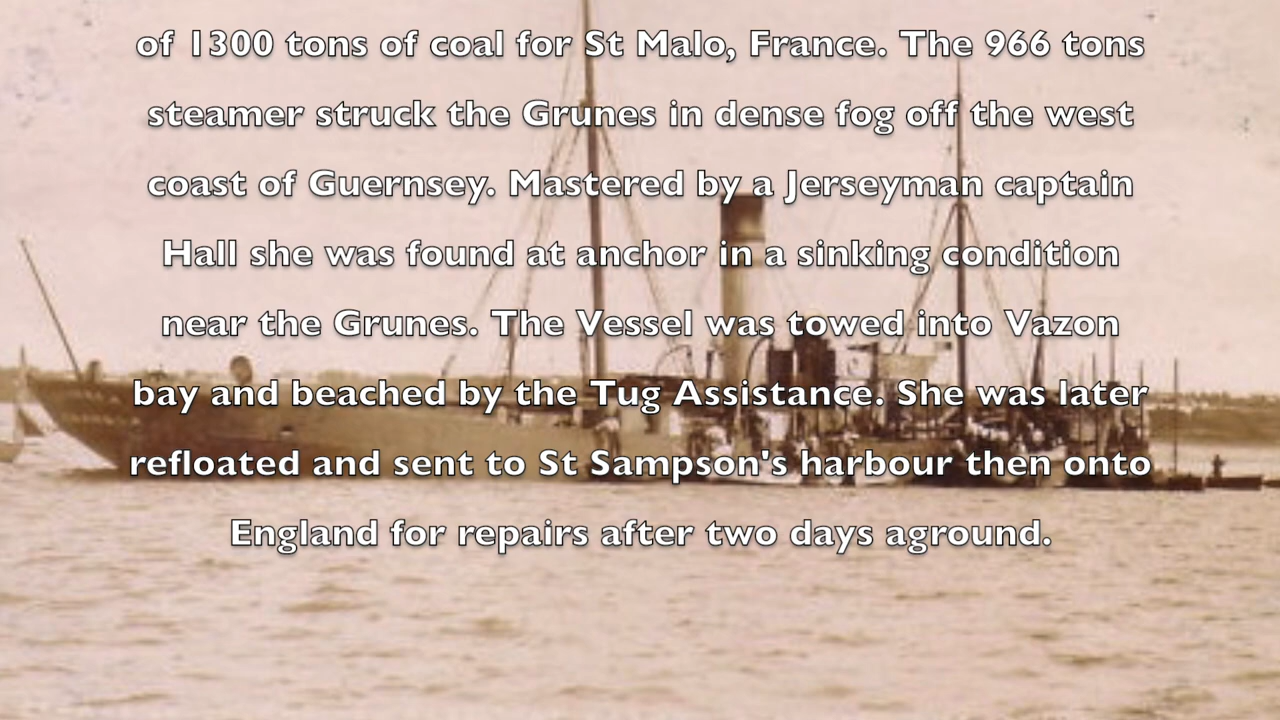 of 1300 tons of coal for St Malo, France. The 966 tons
steamer struck the Grunes in dense fog off the west
coast of Guernsey. Mastered by a Jerseyman captain
Hall she was found at anchor in a sinking condition
near the Grunes. The Vessel was towed into Vazon
bay and beached by the Tug Assistance. She was later
refloated and sent to St Sampson's harbour then onto
England for repairs after two days aground.